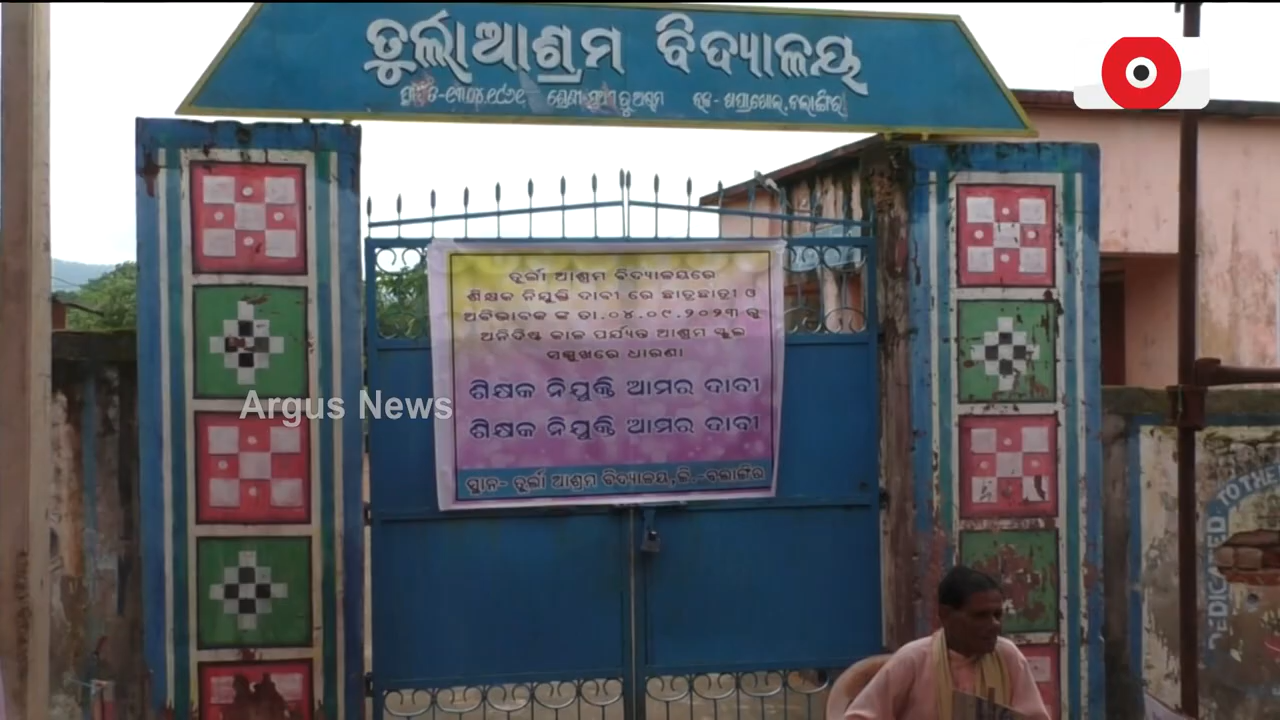 ତୁର୍ଲାଆଶ୍ରମ ବିଦ୍ୟାଳୟ
ତୁର୍ଲା ଆଶ୍ରମ ବିଦ୍ୟାଳୟରେ
ଶିକ୍ଷକ ନିଯୁକ୍ତି ଦାବୀ ରେ ଛାତ୍ରଛାତ୍ରୀ ଓ
ଅବିଭାବକ ଙ୍କ ତା.୦୪.୦୯.୨୦୨୩ ରୁ
ଅନିଦିଷ୍ଟ କାଳ ପର୍ଯ୍ୟନ୍ତ ଆଶ୍ରମ ସ୍କୁଲ
ସମ୍ମୁଖରେ ଧାରଣା
ଶିକ୍ଷକ ନିଯୁକ୍ତି ଆମର ଦାବୀ
Argus News
ଶିକ୍ଷକ ନିଯୁକ୍ତି ଆମର ଦାବୀ
ସ୍ଥାନ- ତୁର୍ଲା ଆଶ୍ରମ ବିଦ୍ୟାଳୟ,ଜି.-ବଲାଙ୍ଗିର
DEDICATED TO THE